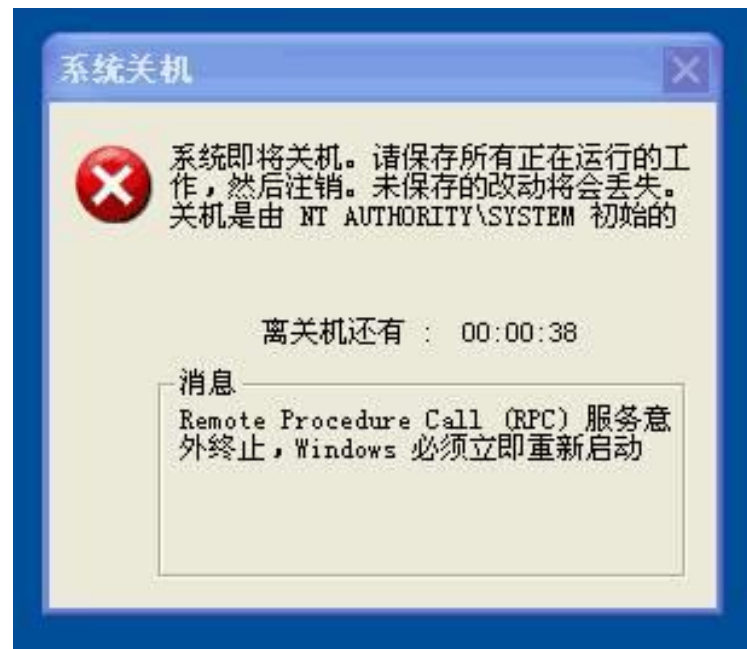 系统关机
系统即将关机。请保存所有正在运行的工
作，然后注销。未保存的改动将会丢失。
关机是由 NT AUTHORITY\SYSTEM 初始的
离关机还有 : 00:00:38
消息
Remote Procedure Call (RPC) 服务意
外终止，Windows 必须立即重新启动